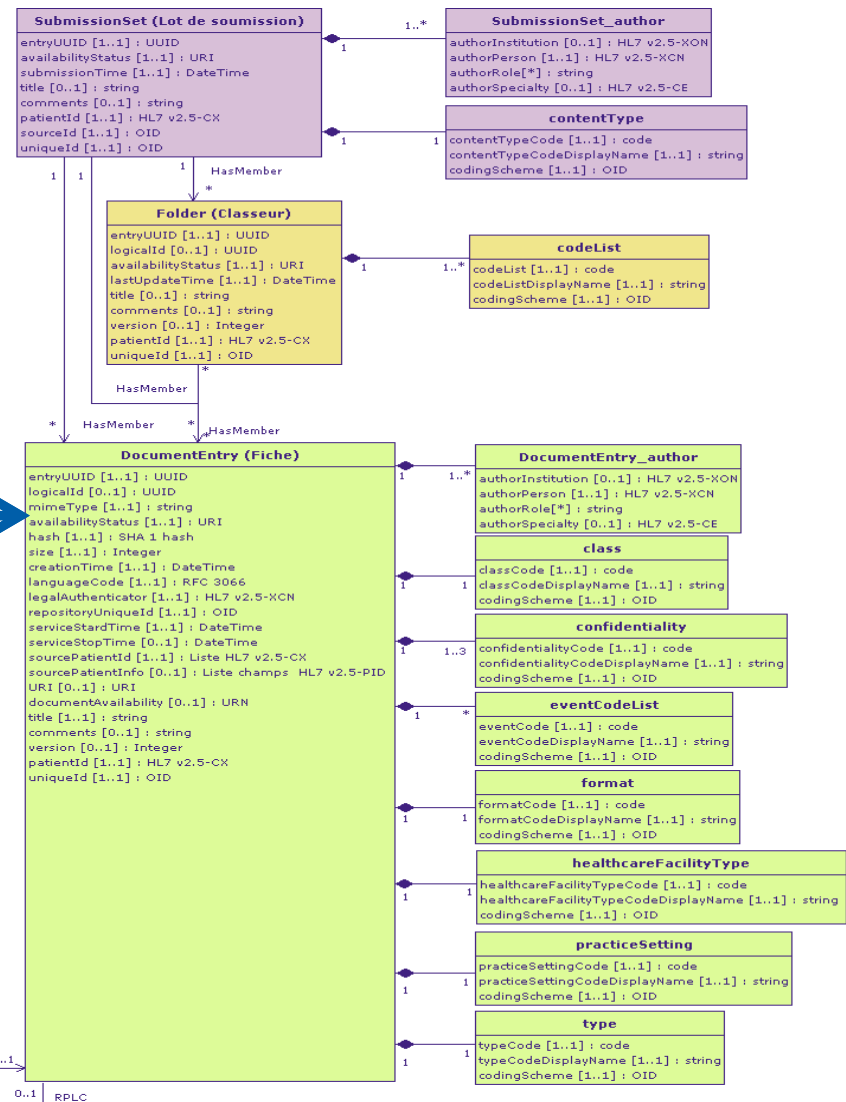 SubmissionSet (Lot de soumission)
entryUUID [1..1] : UUID
availabilityStatus [1..1] : URI
submissionTime [1..1] : DateTime
title [0..1] : string
comments [0..1] : string
patientId [1..1] : HL7 v2.5-CX
sourceId [1..1] : OID
uniqueId [1..1] : OID
1
1..*
SubmissionSet_author
authorInstitution [0..1] : HL7 v2.5-XON
authorPerson [1..1] : HL7 v2.5-XCN
authorRole[*] : string
authorSpecialty [0..1] : HL7 v2.5-CE
1
1
contentType
contentTypeCode [1..1] : code
contentTypeCodeDisplayName [1..1] : string
codingScheme [1..1] : OID
1
1
1
HasMember
*
Folder (Classeur)
entryUUID [1..1] : UUID
logicalId [0..1] : UUID
availabilityStatus [1..1] : URI
lastUpdateTime [1..1] : DateTime
title [0..1] : string
comments [0..1] : string
version [0..1] : Integer
patientId [1..1] : HL7 v2.5-CX
uniqueId [1..1] : OID
1
1..*
codeList
codeList [1..1] : code
codeListDisplayName [1..1] : string
codingScheme [1..1] : OID
*
HasMember
*
HasMember
*
*
HasMember
DocumentEntry (Fiche)
entryUUID [1..1] : UUID
logicalId [0..1] : UUID
mimeType [1..1] : string
availabilityStatus [1..1] : URI
hash [1..1] : SHA 1 hash
size [1..1] : Integer
creationTime [1..1] : DateTime
languageCode [1..1] : RFC 3066
legalAuthenticator [1..1] : HL7 v2.5-XCN
repositoryUniqueId [1..1] : OID
serviceStardTime [1..1] : DateTime
serviceStopTime [0..1] : DateTime
sourcePatientId [1..1] : Liste HL7 v2.5-CX
sourcePatientInfo [0..1] : Liste champs HL7 v2.5-PID
URI [0..1] : URI
documentAvailability [0..1] : URN
title [1..1] : string
comments [0..1] : string
version [0..1] : Integer
patientId [1..1] : HL7 v2.5-CX
uniqueId [1..1] : OID
1
1..*
DocumentEntry_author
authorInstitution [0..1] : HL7 v2.5-XON
authorPerson [1..1] : HL7 v2.5-XCN
authorRole[*] : string
authorSpecialty [0..1] : HL7 v2.5-CE
1
1
class
classCode [1..1] : code
classCodeDisplayName [1..1] : string
codingScheme [1..1] : OID
1
1..3
confidentiality
confidentialityCode [1..1] : code
confidentialityCodeDisplayName [1..1] : string
codingScheme [1..1] : OID
1
*
eventCodeList
eventCode [1..1] : code
eventCodeDisplayName [1..1] : string
codingScheme [1..1] : OID
1
1
format
formatCode [1..1] : code
formatCodeDisplayName [1..1] : string
codingScheme [1..1] : OID
1
1
healthcareFacilityType
healthcareFacilityTypeCode [1..1] : code
healthcareFacilityTypeCodeDisplayName [1..1] : string
codingScheme [1..1] : OID
1
1
practiceSetting
practiceSettingCode [1..1] : code
practiceSettingCodeDisplayName [1..1] : string
codingScheme [1..1] : OID
1
1
type
typeCode [1..1] : code
typeCodeDisplayName [1..1] : string
codingScheme [1..1] : OID
..1
0..1
RPLC